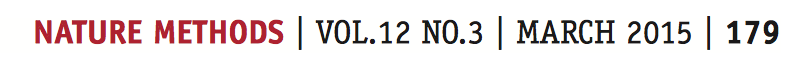 NATURE METHODS | VOL.12 NO.3 | MARCH 2015 | 179